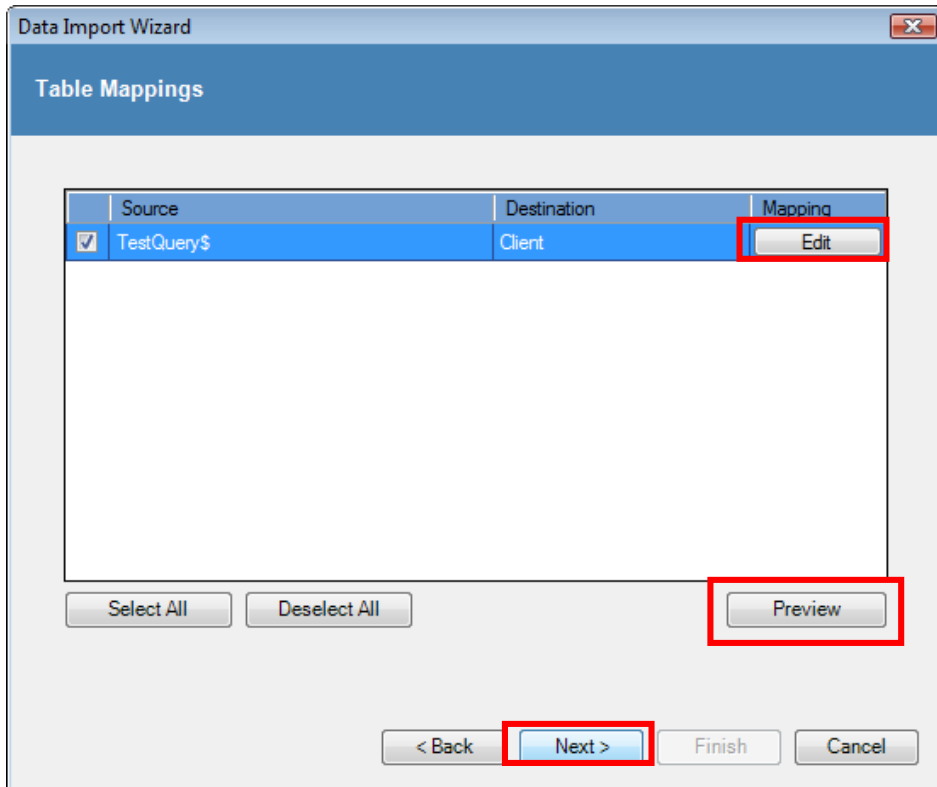 Data Import Wizard
Table Mappings
Source Destination Mapping
TestQuery$ Client Edit
Select All Deselect All Preview
< Back Next > Finish Cancel